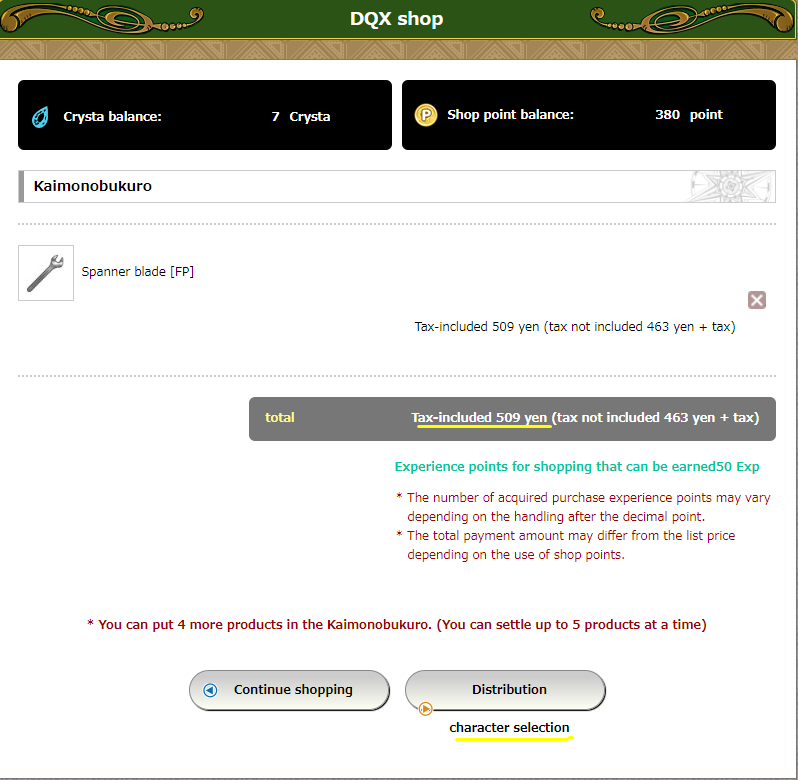 DQX shop
Crysta balance: 7 Crysta
P Shop point balance: 380 point
Kaimonobukuro
Spanner blade [FP]
Tax-included 509 yen (tax not included 463 yen + tax)
total Tax-included 509 yen (tax not included 463 yen + tax)
Experience points for shopping that can be earned50 Exp
* The number of acquired purchase experience points may vary
depending on the handling after the decimal point.
* The total payment amount may differ from the list price
depending on the use of shop points.
* You can put 4 more products in the Kaimonobukuro. (You can settle up to 5 products at a time)
Continue shopping
Distribution
character selection